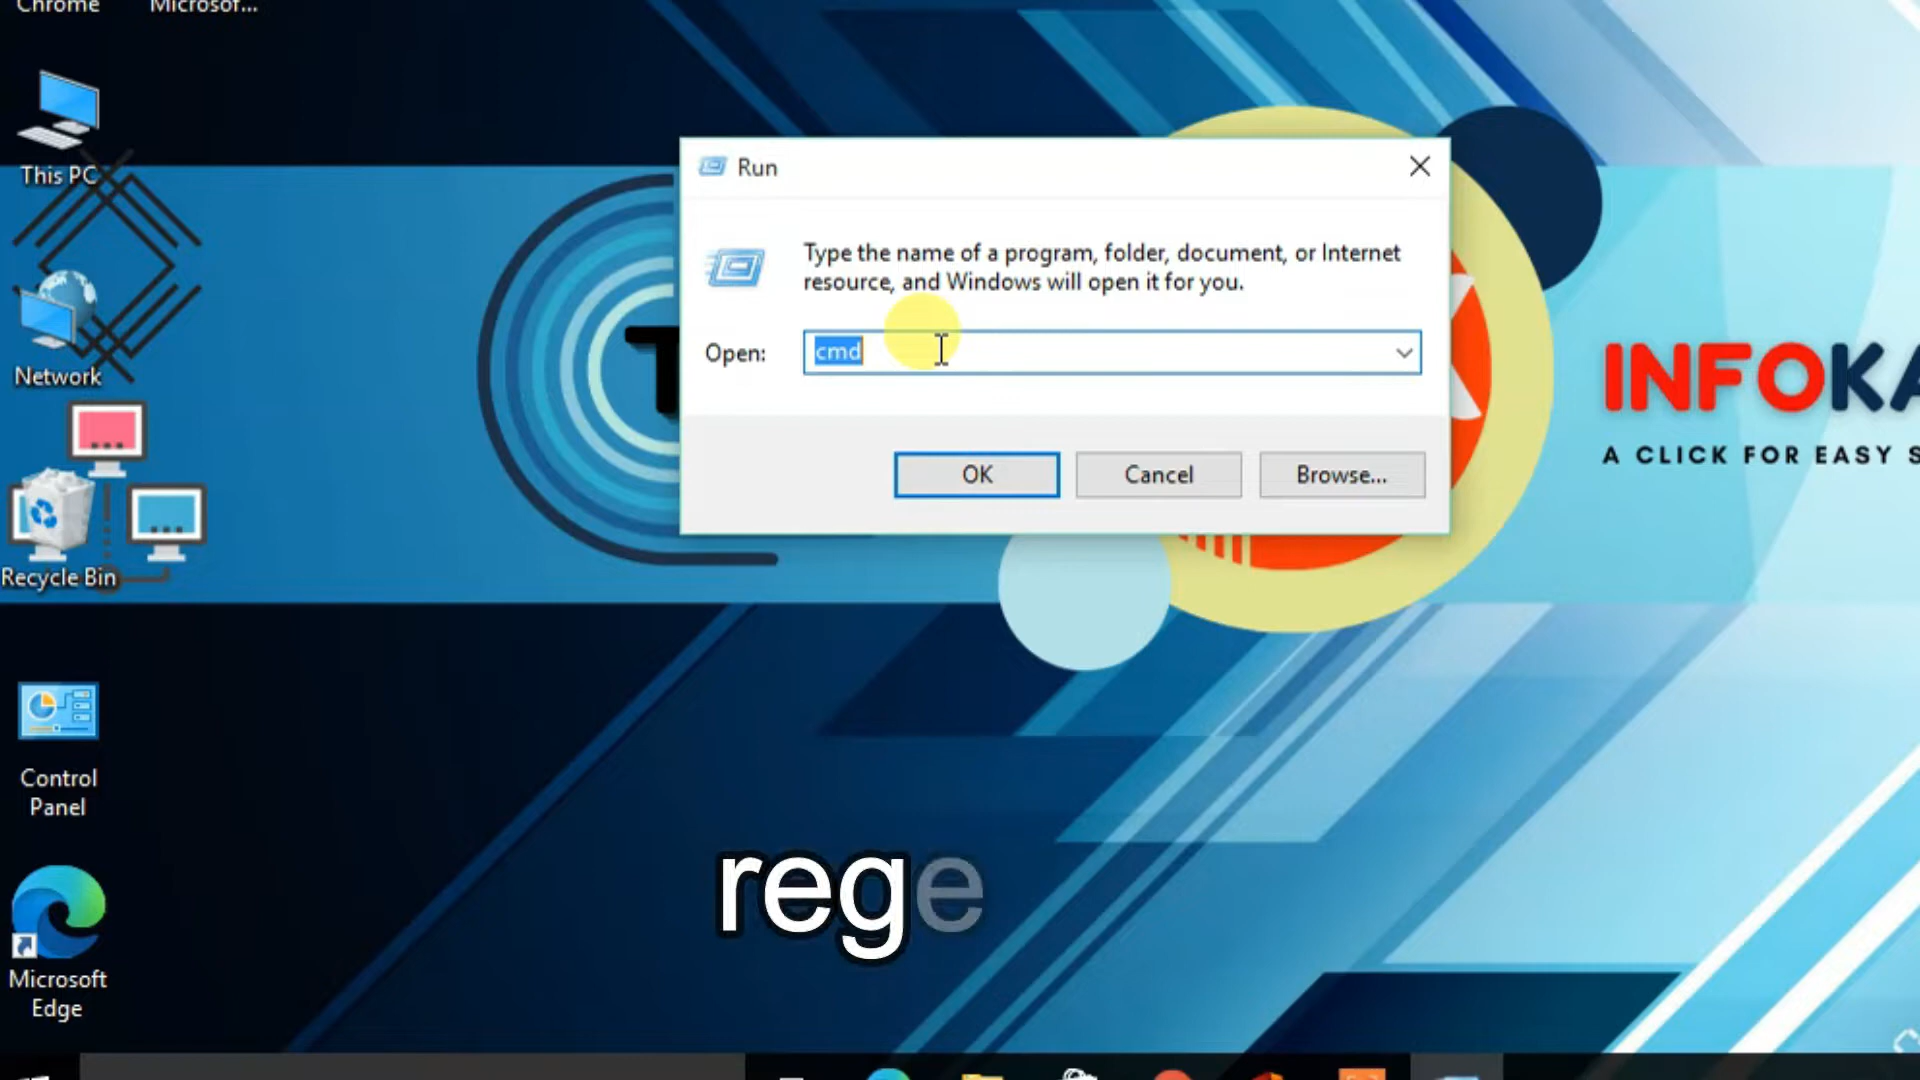 Chrome
Microsof...
This PC
Network
Recycle Bin
Control
Panel
Microsoft
Edge
Run
Type the name of a program, folder, document, or Internet
resource, and Windows will open it for you.
Open:
cmd
OK
Cancel
Browse...
T
INFOKA
A CLICK FOR EASY S
rege